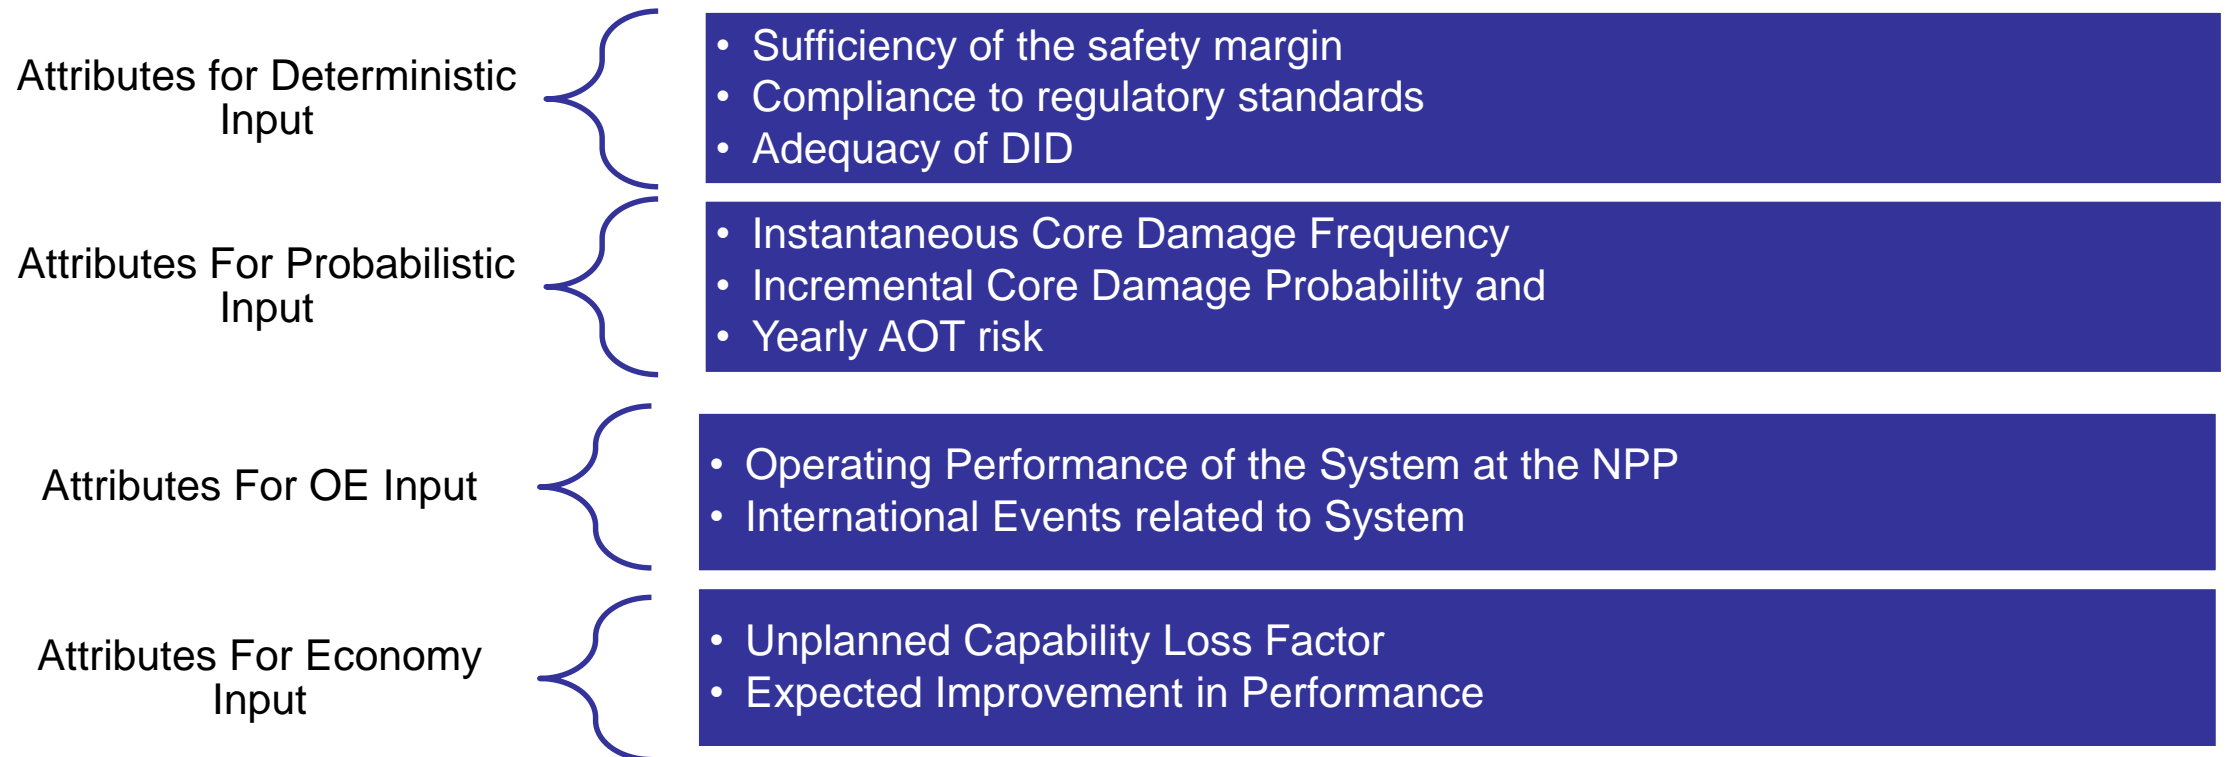 Attributes for Deterministic
Input
• Sufficiency of the safety margin
• Compliance to regulatory standards
• Adequacy of DID
Attributes For Probabilistic
Input
• Instantaneous Core Damage Frequency
• Incremental Core Damage Probability and
• Yearly AOT risk
Attributes For OE Input
• Operating Performance of the System at the NPP
• International Events related to System
Attributes For Economy
Input
• Unplanned Capability Loss Factor
• Expected Improvement in Performance